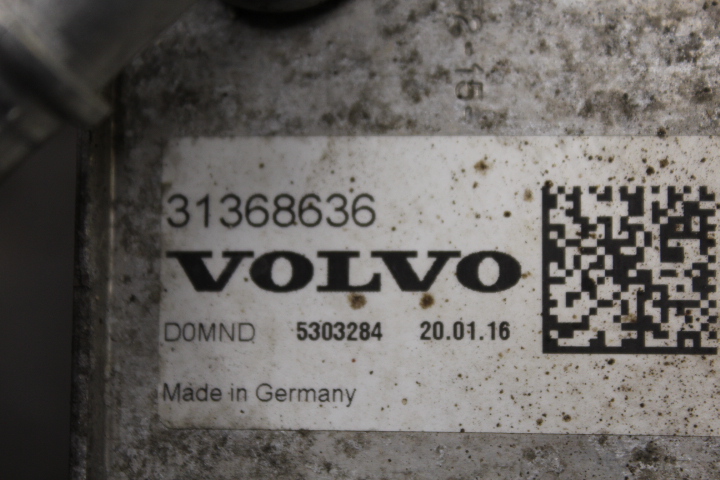 31368636
VOLVO
D0MND 5303284 20.01.16
Made in Germany